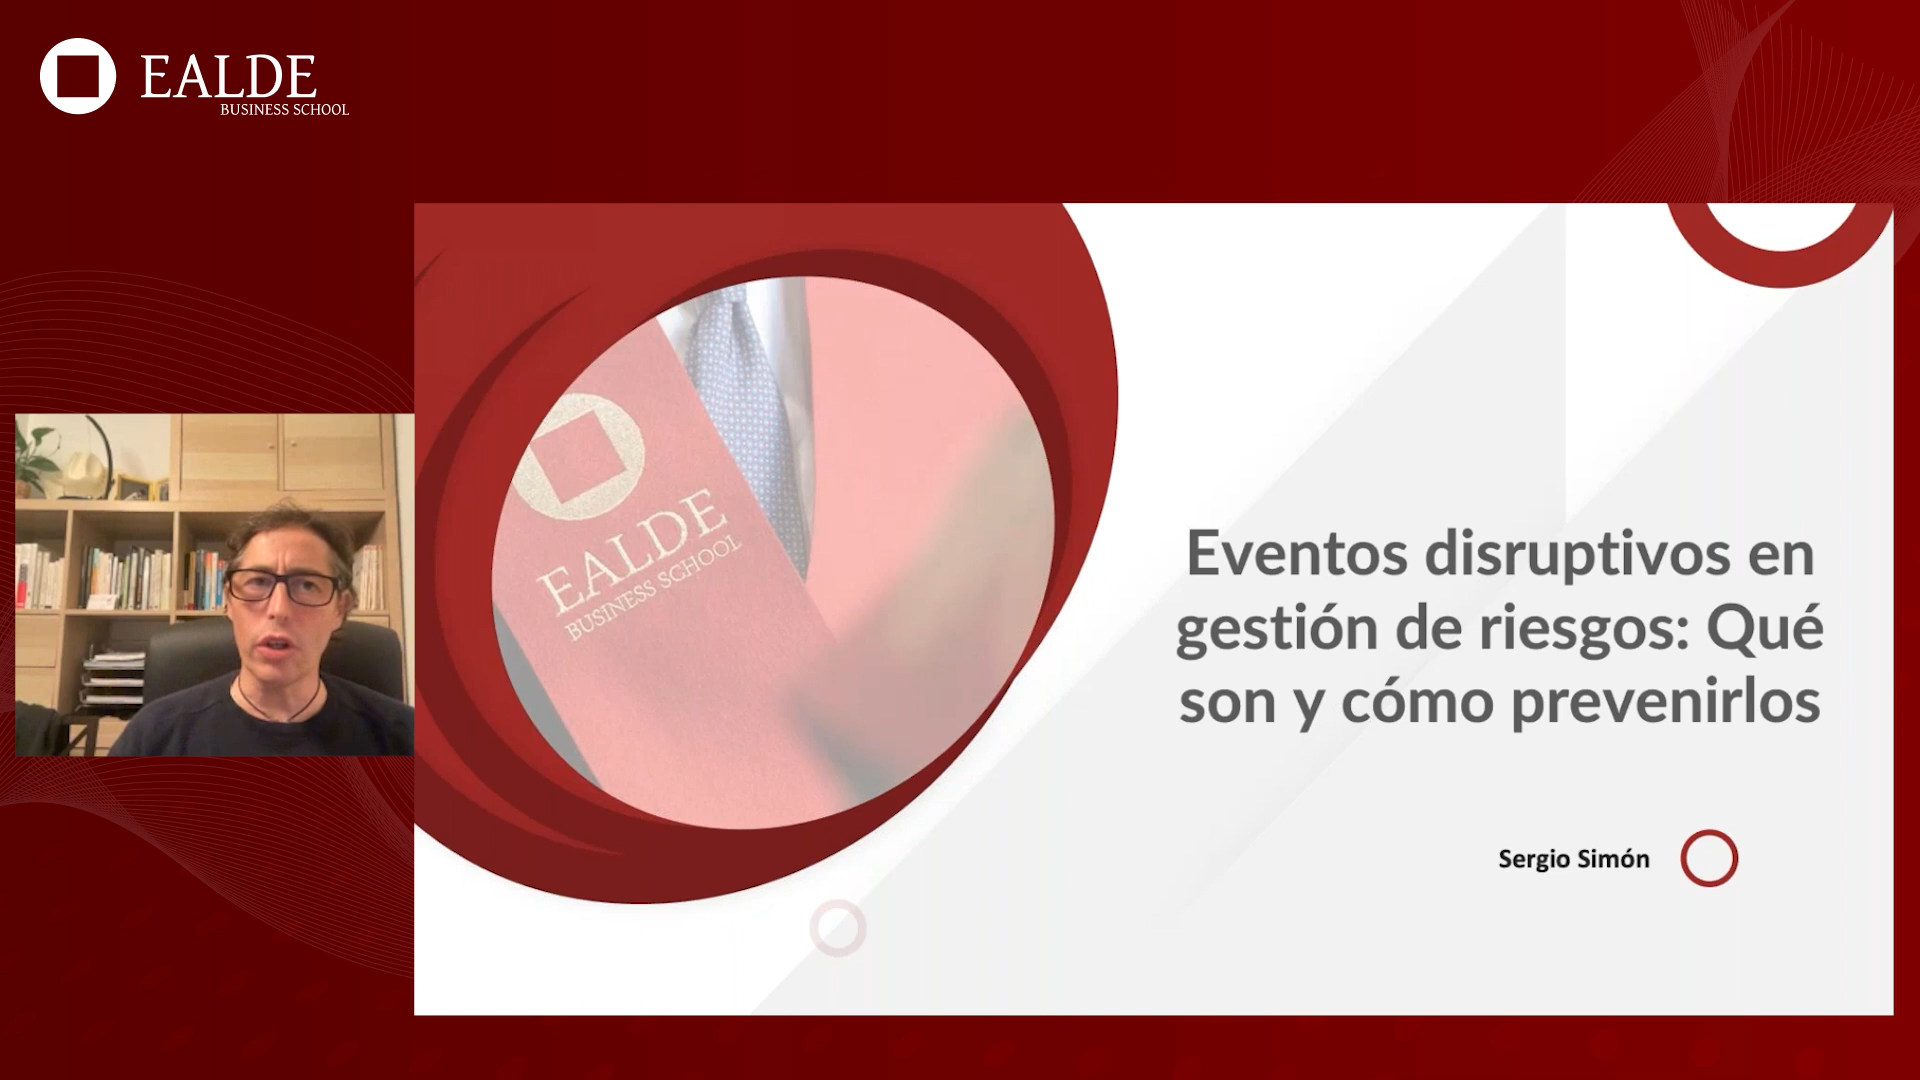 EALDE
BUSINESS SCHOOL
EALDE
BUSINESS SCHOOL
Eventos disruptivos en
gestión de riesgos: Qué
son y cómo prevenirlos
Sergio Simón